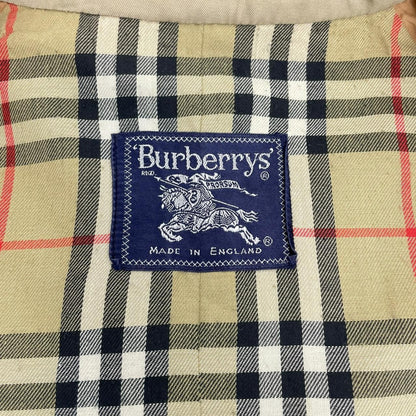 'Burberrys'
REGD
PRORSUM
®
MADE IN ENGLAND
®